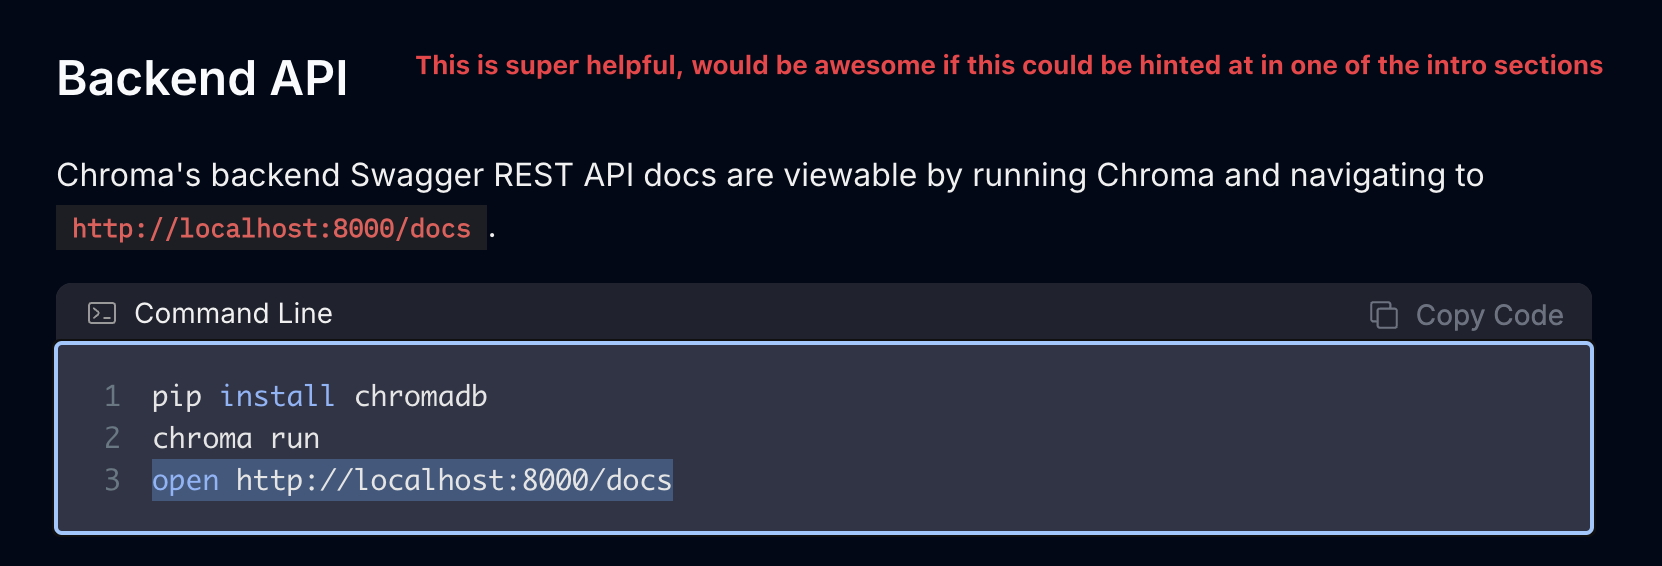 Backend API
This is super helpful, would be awesome if this could be hinted at in one of the intro sections
Chroma's backend Swagger REST API docs are viewable by running Chroma and navigating to
http://localhost:8000/docs .
Command Line
Copy Code
1 pip install chromadb
2 chroma run
3 open http://localhost:8000/docs